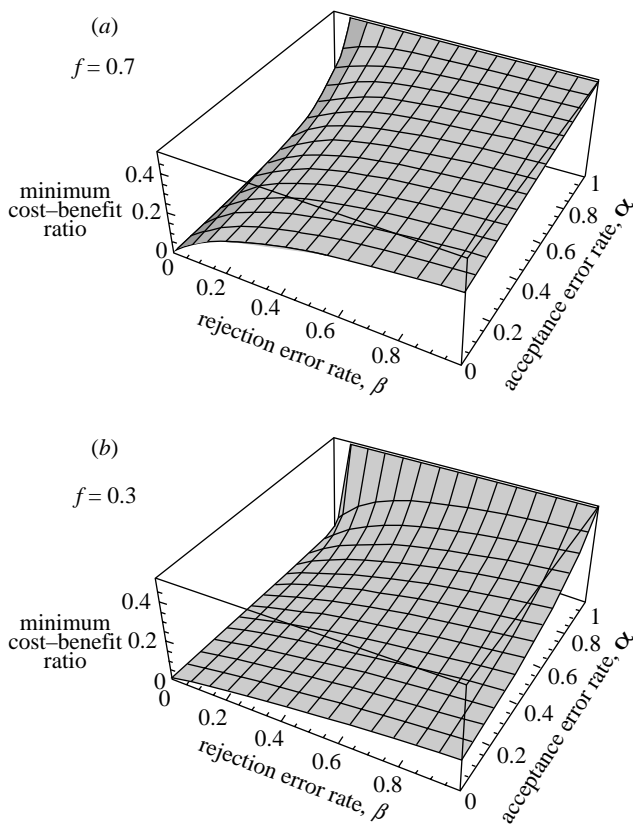 (a)
f = 0.7
0.4
0.2
0
minimum
cost–benefit
ratio
0
0.2
0.4
0.6
0.8
rejection error rate, β
0
0.2
0.4
0.6
0.8
1
acceptance error rate, α
(b)
f = 0.3
0.4
0.2
0
minimum
cost–benefit
ratio
0
0.2
0.4
0.6
0.8
rejection error rate, β
0
0.2
0.4
0.6
0.8
1
acceptance error rate, α